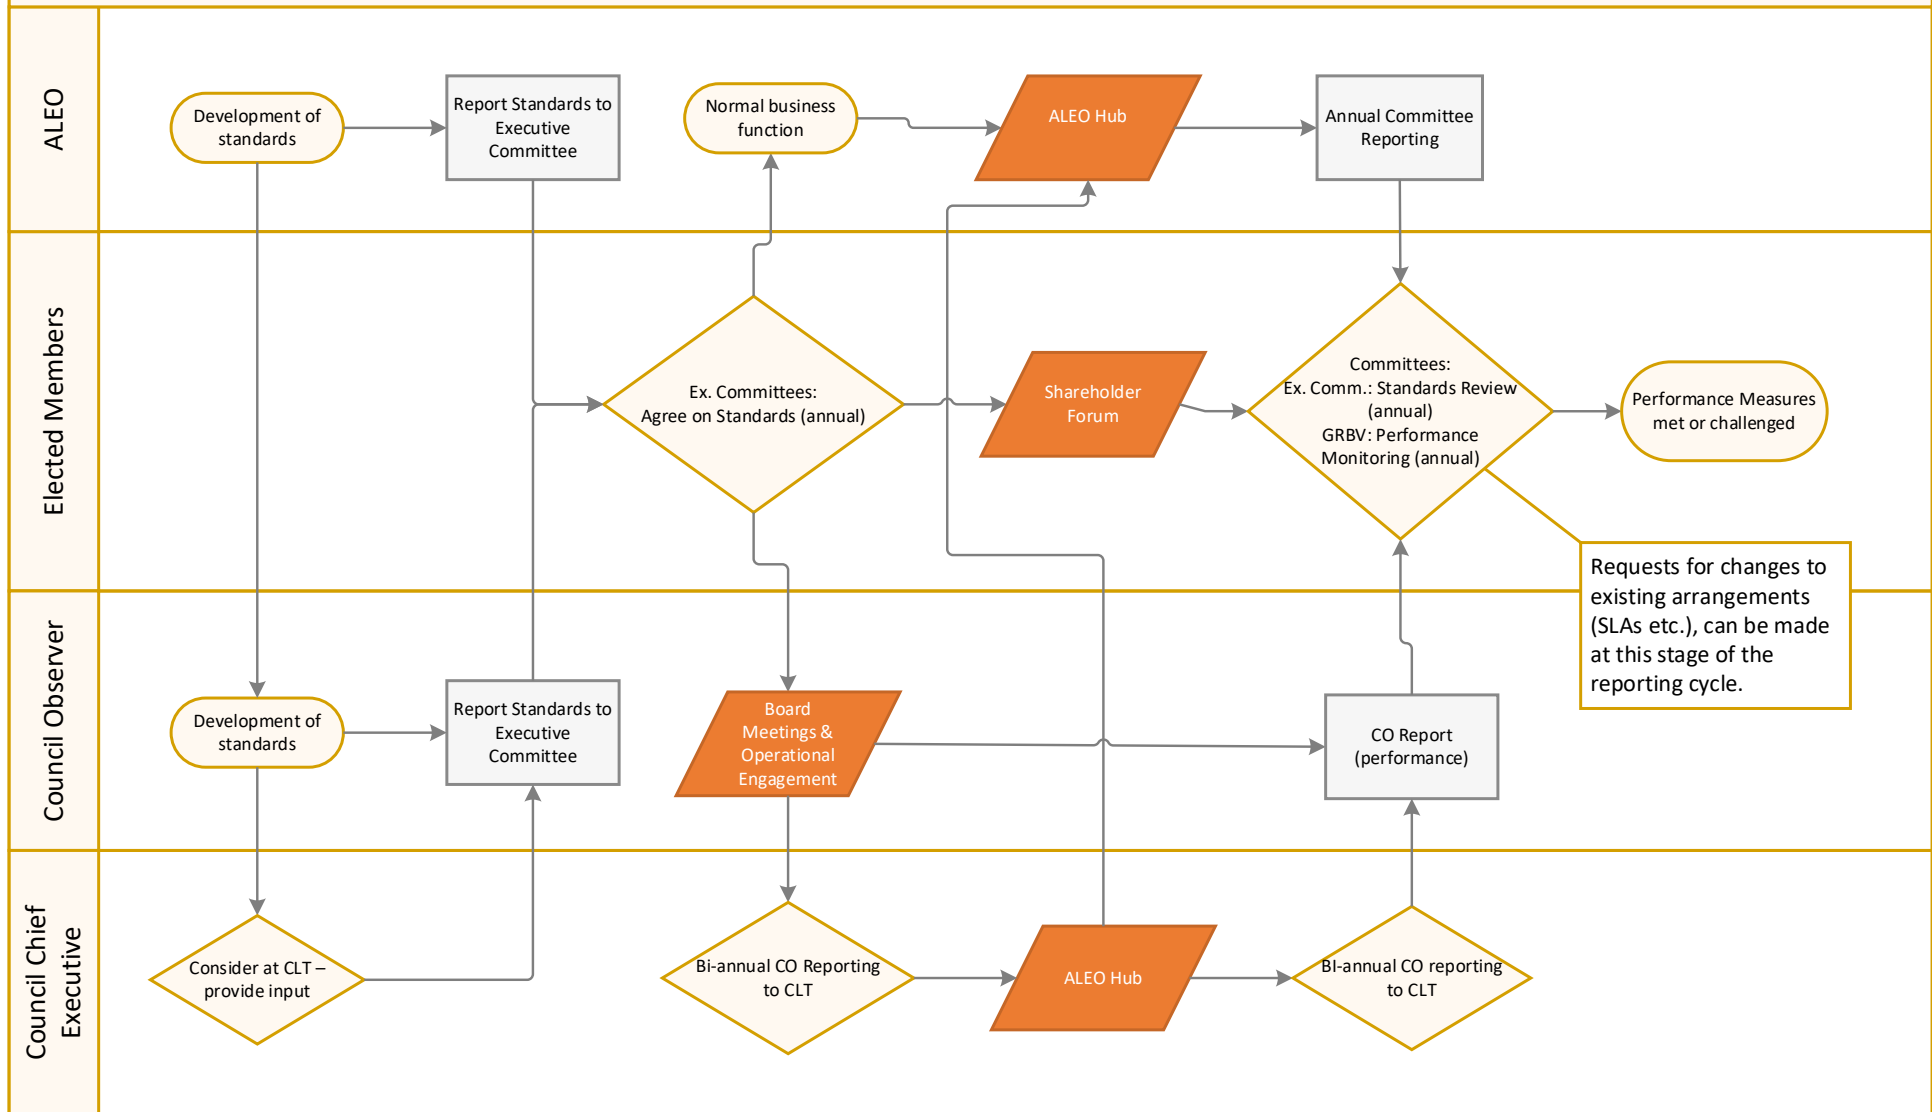 ALEO
Development of
standards
Report Standards to
Executive
Committee
Normal business
function
ALEO Hub
Annual Committee
Reporting
Elected Members
Ex. Committees:
Agree on Standards (annual)
Shareholder
Forum
Committees:
Ex. Comm.: Standards Review
(annual)
GRBV: Performance
Monitoring (annual)
Performance Measures
met or challenged
Requests for changes to
existing arrangements
(SLAs etc.), can be made
at this stage of the
reporting cycle.
Council Observer
Development of
standards
Report Standards to
Executive
Committee
Board
Meetings &
Operational
Engagement
CO Report
(performance)
Council Chief
Executive
Consider at CLT –
provide input
Bi-annual CO Reporting
to CLT
ALEO Hub
BI-annual CO reporting
to CLT